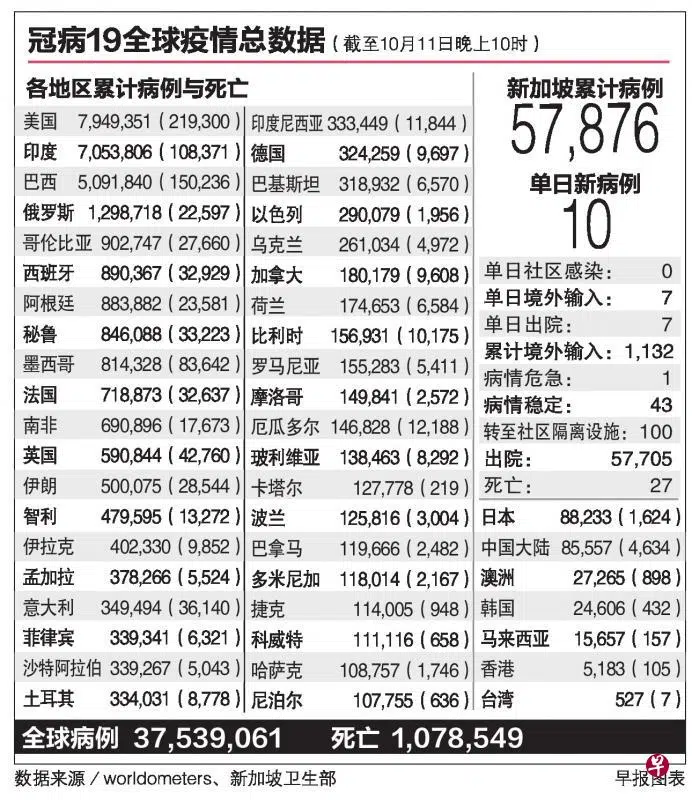 冠病19全球疫情总数据(截至10月11日晚上10时)
各地区累计病例与死亡
美国 7,949,351(219,300)
印度 7,053,806(108,371)
巴西 5,091,840(150,236)
俄罗斯 1,298,718(22,597)
哥伦比亚 902,747(27,660)
西班牙 890,367(32,929)
阿根廷 883,882(23,581)
秘鲁 846,088(33,223)
墨西哥 814,328(83,642)
法国 718,873(32,637)
南非 690,896(17,673)
英国 590,844(42,760)
伊朗 500,075(28,544)
智利 479,595(13,272)
伊拉克 402,330(9,852)
孟加拉 378,266(5,524)
意大利 349,494(36,140)
菲律宾 339,341(6,321)
沙特阿拉伯 339,267(5,043)
土耳其 334,031(8,778)
印度尼西亚 333,449(11,844)
德国 324,259(9,697)
巴基斯坦 318,932(6,570)
以色列 290,079(1,956)
乌克兰 261,034(4,972)
加拿大 180,179(9,608)
荷兰 174,653(6,584)
比利时 156,931(10,175)
罗马尼亚 155,283(5,411)
摩洛哥 149,841(2,572)
厄瓜多尔 146,828(12,188)
玻利维亚 138,463(8,292)
卡塔尔 127,778(219)
波兰 125,816(3,004)
巴拿马 119,666(2,482)
多米尼加 118,014(2,167)
捷克 114,005(948)
科威特 111,116(658)
哈萨克 108,757(1,746)
尼泊尔 107,755(636)
新加坡累计病例
57,876
单日新病例
10
单日社区感染: 0
单日境外输入: 7
单日出院: 7
累计境外输入: 1,132
病情危急: 1
病情稳定: 43
转至社区隔离设施: 100
出院: 57,705
死亡: 27
日本 88,233(1,624)
中国大陆 85,557(4,634)
澳洲 27,265(898)
韩国 24,606(432)
马来西亚 15,657(157)
香港 5,183(105)
台湾 527(7)
全球病例 37,539,061 死亡 1,078,549
数据来源/worldometers、新加坡卫生部
早报图表
早